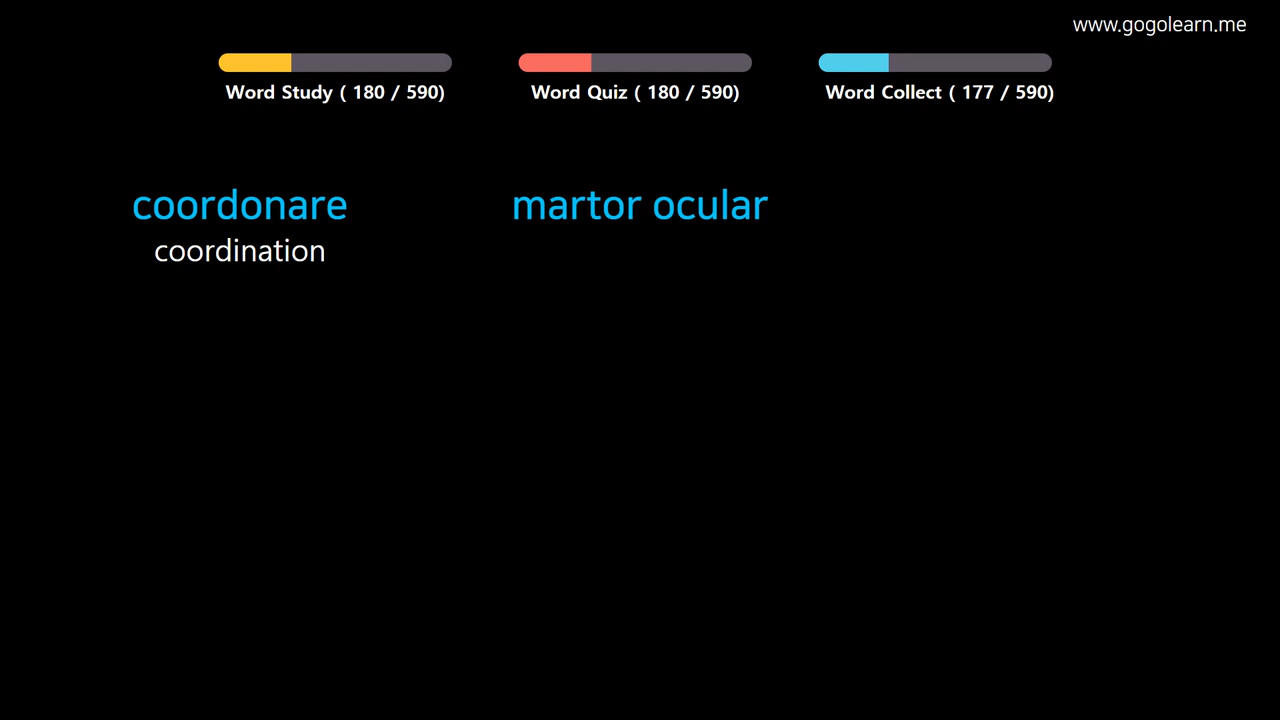 www.gogolearn.me
Word Study ( 180 / 590)
Word Quiz ( 180 / 590)
Word Collect ( 177 / 590)
coordonare
coordination
martor ocular